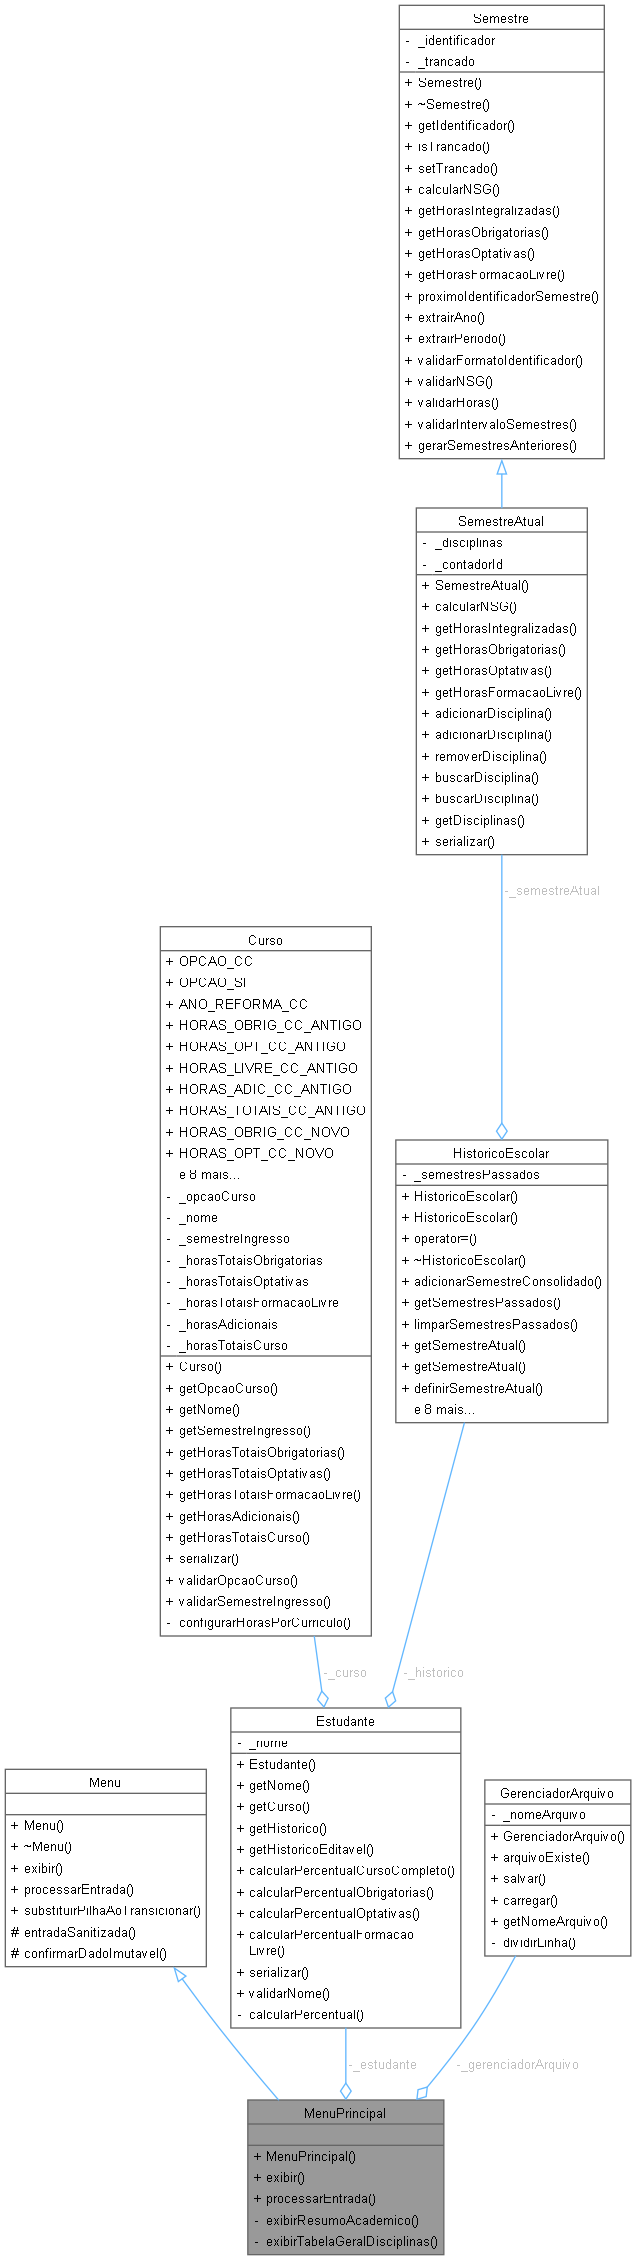 Semestre
- _identificador
- _trancado
+ Semestre()
+ ~Semestre()
+ getIdentificador()
+ isTrancado()
+ setTrancado()
+ calcularNSG()
+ getHorasIntegralizadas()
+ getHorasObrigatorias()
+ getHorasOptativas()
+ getHorasFormacaoLivre()
+ proximoIdentificadorSemestre()
+ extrairAno()
+ extrairPeriodo()
+ validarFormatoIdentificador()
+ validarNSG()
+ validarHoras()
+ validarIntervaloSemestres()
+ gerarSemestresAnteriores()
SemestreAtual
- _disciplinas
- _contadorId
+ SemestreAtual()
+ calcularNSG()
+ getHorasIntegralizadas()
+ getHorasObrigatorias()
+ getHorasOptativas()
+ getHorasFormacaoLivre()
+ adicionarDisciplina()
+ adicionarDisciplina()
+ removerDisciplina()
+ buscarDisciplina()
+ buscarDisciplina()
+ getDisciplinas()
+ serializar()
-_semestreAtual
Curso
+ OPCAO_CC
+ OPCAO_SI
+ ANO_REFORMA_CC
+ HORAS_OBRIG_CC_ANTIGO
+ HORAS_OPT_CC_ANTIGO
+ HORAS_LIVRE_CC_ANTIGO
+ HORAS_ADIC_CC_ANTIGO
+ HORAS_TOTAIS_CC_ANTIGO
+ HORAS_OBRIG_CC_NOVO
+ HORAS_OPT_CC_NOVO
e 8 mais...
- _opcaoCurso
- _nome
- _semestreIngresso
- _horasTotaisObrigatorias
- _horasTotaisOptativas
- _horasTotaisFormacaoLivre
- _horasAdicionais
- _horasTotaisCurso
+ Curso()
+ getOpcaoCurso()
+ getNome()
+ getSemestreIngresso()
+ getHorasTotaisObrigatorias()
+ getHorasTotaisOptativas()
+ getHorasTotaisFormacaoLivre()
+ getHorasAdicionais()
+ getHorasTotaisCurso()
+ serializar()
+ validarOpcaoCurso()
+ validarSemestreIngresso()
- configurarHorasPorCurriculo()
HistoricoEscolar
- _semestresPassados
+ HistoricoEscolar()
+ HistoricoEscolar()
+ operator=()
+ ~HistoricoEscolar()
+ adicionarSemestreConsolidado()
+ getSemestresPassados()
+ limparSemestresPassados()
+ getSemestreAtual()
+ getSemestreAtual()
+ definirSemestreAtual()
e 8 mais...
-_curso
-_historico
Menu
+ Menu()
+ ~Menu()
+ exibir()
+ processarEntrada()
+ substituirPilhaAoTransicionar()
# entradaSanitizada()
# confirmarDadoImutavel()
Estudante
- _nome
+ Estudante()
+ getNome()
+ getCurso()
+ getHistorico()
+ getHistoricoEditavel()
+ calcularPercentualCursoCompleto()
+ calcularPercentualObrigatorias()
+ calcularPercentualOptativas()
+ calcularPercentualFormacao
Livre()
+ serializar()
+ validarNome()
- calcularPercentual()
GerenciadorArquivo
- _nomeArquivo
+ GerenciadorArquivo()
+ arquivoExiste()
+ salvar()
+ carregar()
+ getNomeArquivo()
- dividirLinha()
-_estudante
-_gerenciadorArquivo
MenuPrincipal
+ MenuPrincipal()
+ exibir()
+ processarEntrada()
- exibirResumoAcademico()
- exibirTabelaGeralDisciplinas()